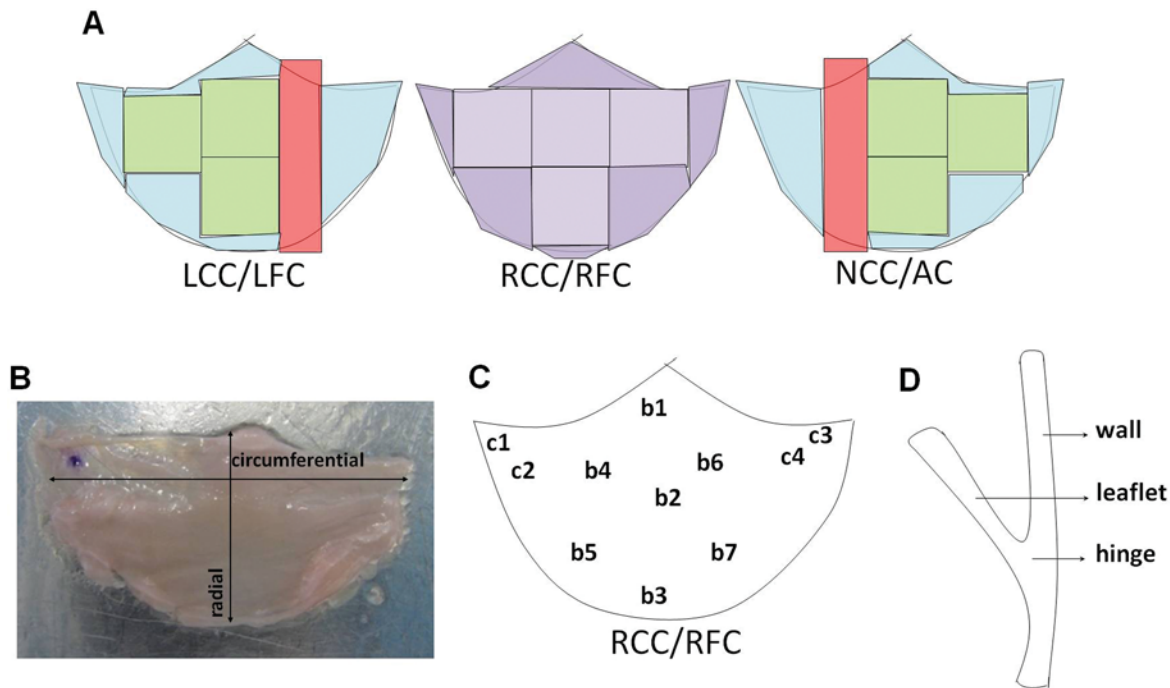 A
LCC/LFC
RCC/RFC
NCC/AC
B
circumferential
radial
C
b1
c1
c3
c2
b4
b6
c4
b2
b5
b7
b3
RCC/RFC
D
wall
leaflet
hinge